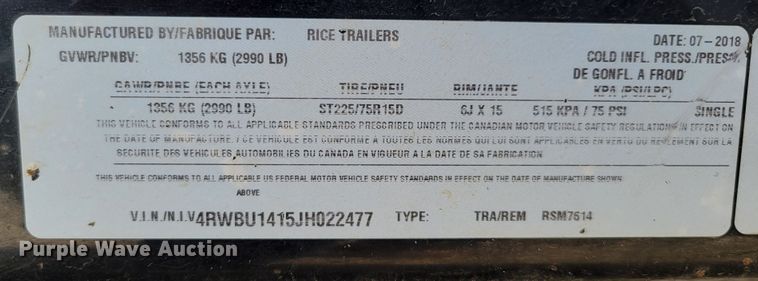 MANUFACTURED BY/FABRIQUE PAR: RICE TRAILERS DATE: 07-2018
GVWR/PNBV: 1356 KG (2990 LB) COLD INFL. PRESS./PRESS.
DE GONFL. A FROID
GAWR/PNBE (EACH AXLE) TIRE/PNEU RIM/JANTE KPA (PSI/LPC)
1356 KG (2990 LB) ST225/75R15D 6J X 15 515 KPA / 75 PSI SINGLE
THIS VEHICLE CONFORMS TO ALL APPLICABLE STANDARDS PRESCRIBED UNDER THE CANADIAN MOTOR VEHICLE SAFETY REGULATIONS IN EFFECT ON
THE DATE OF MANUFACTURE. / CE VEHICULE EST CONFORME A TOUTES LES NORMES QUI LUI SONT APPLICABLES EN VERTU DU REGLEMENT SUR LA
SECURITE DES VEHICULES AUTOMOBILES DU CANADA EN VIGUEUR A LA DATE DE SA FABRICATION
THIS VEHICLE CONFORMS TO ALL APPLICABLE US FEDERAL MOTOR VEHICLE SAFETY STANDARDS IN EFFECT ON THE DATE OF MANUFACTURE SHOWN
ABOVE
V.I.N./N.I.V 4RWBU1415JH022477 TYPE: TRA/REM RSM7614
Purple Wave Auction